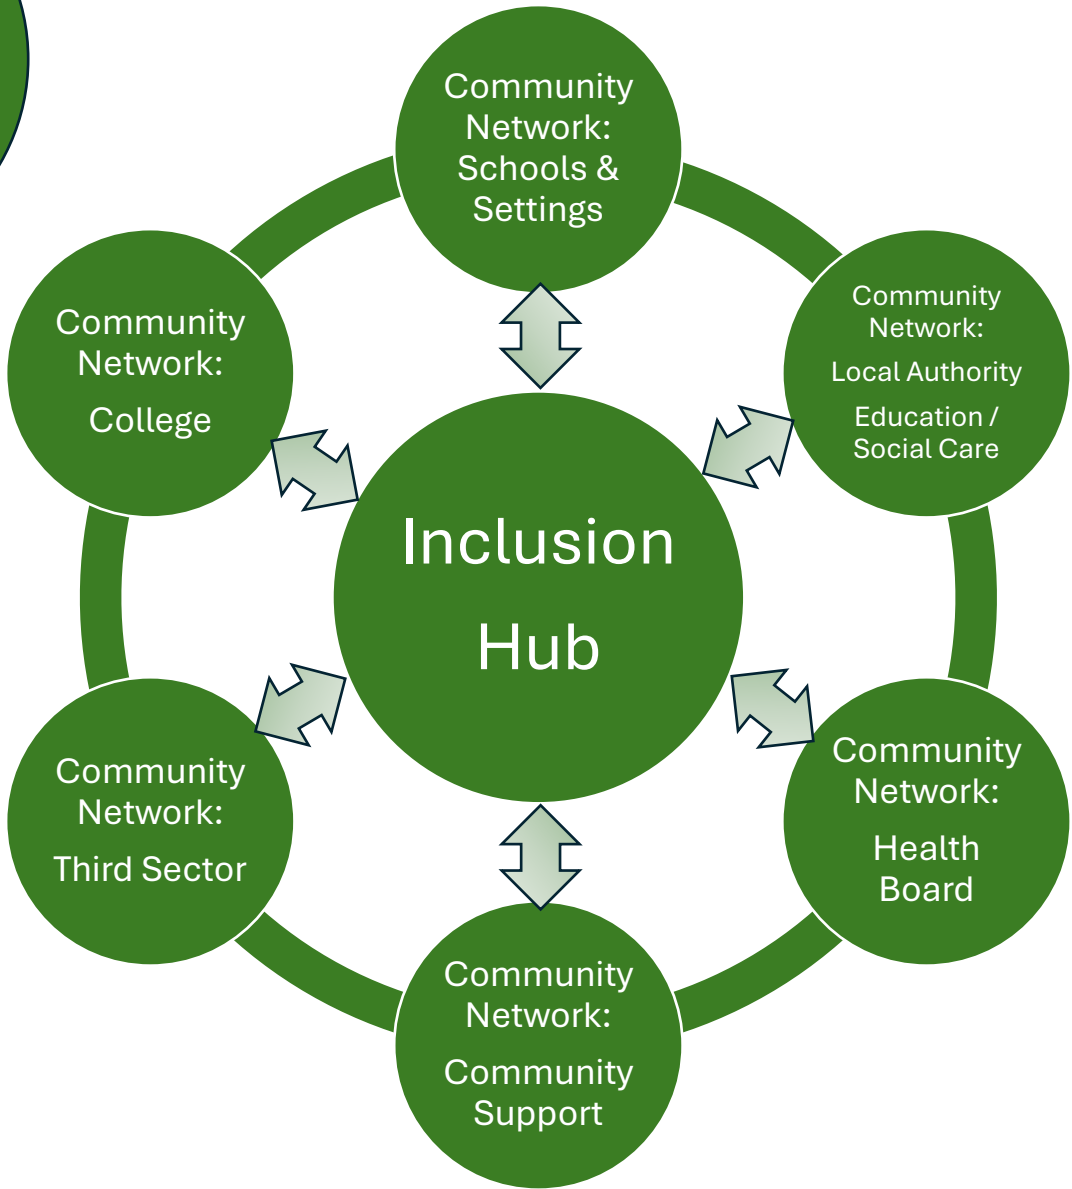 Community
Network:
Schools &
Settings
Community
Network:
Local Authority
Education /
Social Care
Community
Network:
Health
Board
Community
Network:
Community
Support
Community
Network:
Third Sector
Community
Network:
College
Inclusion
Hub